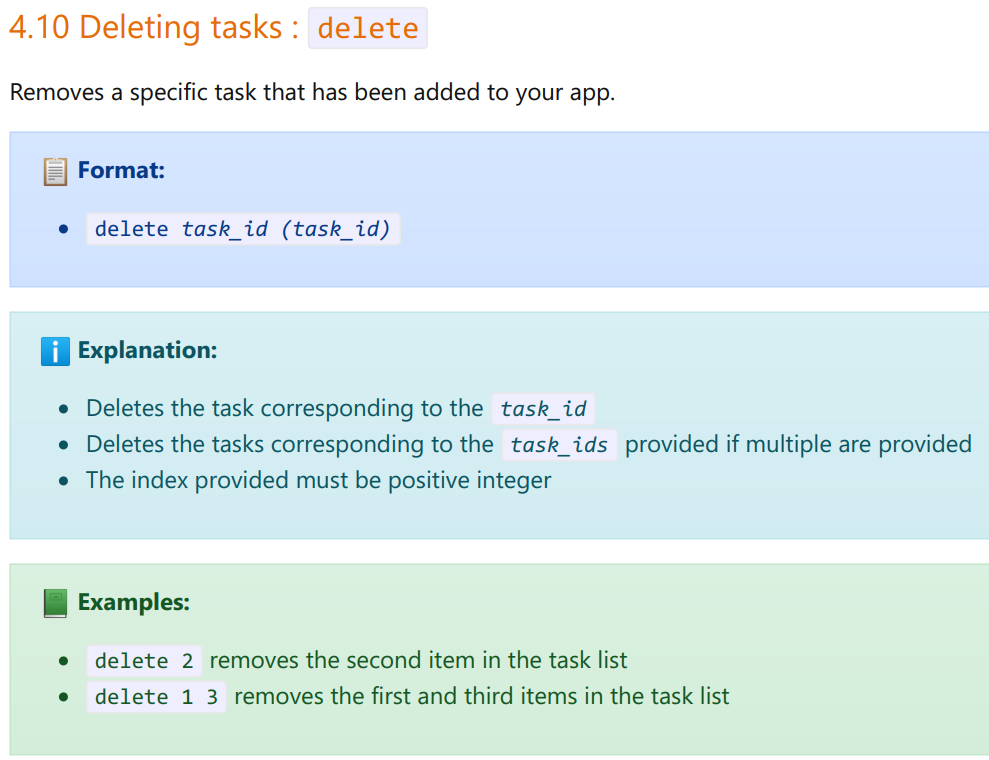 4.10 Deleting tasks : delete
Removes a specific task that has been added to your app.
Format:
delete task_id (task_id)
Explanation:
Deletes the task corresponding to the task_id
Deletes the tasks corresponding to the task_ids provided if multiple are provided
The index provided must be positive integer
Examples:
delete 2 removes the second item in the task list
delete 1 3 removes the first and third items in the task list